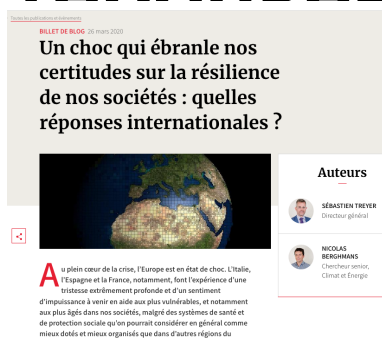 Toutes les publications et événements
BILLET DE BLOG 26 mars 2020
Un choc qui ébranle nos
certitudes sur la résilience
de nos sociétés : quelles
réponses internationales ?
Auteurs
SÉBASTIEN TREYER
Directeur général
NICOLAS
BERGHMANS
Chercheur senior,
Climat et Énergie
Au plein cœur de la crise, l'Europe est en état de choc. L'Italie,
l'Espagne et la France, notamment, font l'expérience d'une
tristesse extrêmement profonde et d'un sentiment
d'impuissance à venir en aide aux plus vulnérables, et notamment
aux plus âgés dans nos sociétés, malgré des systèmes de santé et
de protection sociale qu'on pourrait considérer en général comme
mieux dotés et mieux organisés que dans d'autres régions du